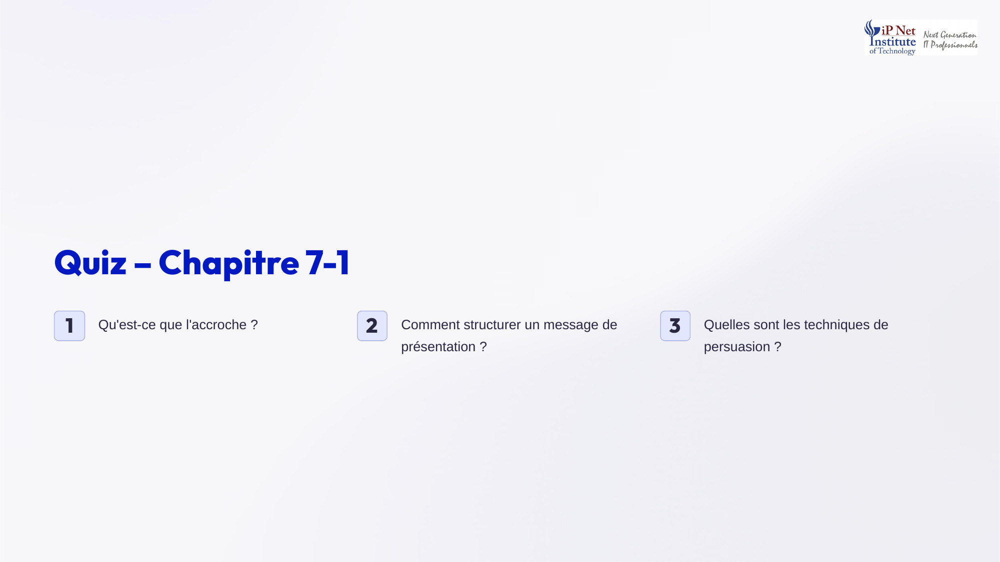 iP Net
Institute
of Technology
Next Generation
IT Professionnels
Quiz – Chapitre 7-1
1
Qu'est-ce que l'accroche ?
2
Comment structurer un message de
présentation ?
3
Quelles sont les techniques de
persuasion ?